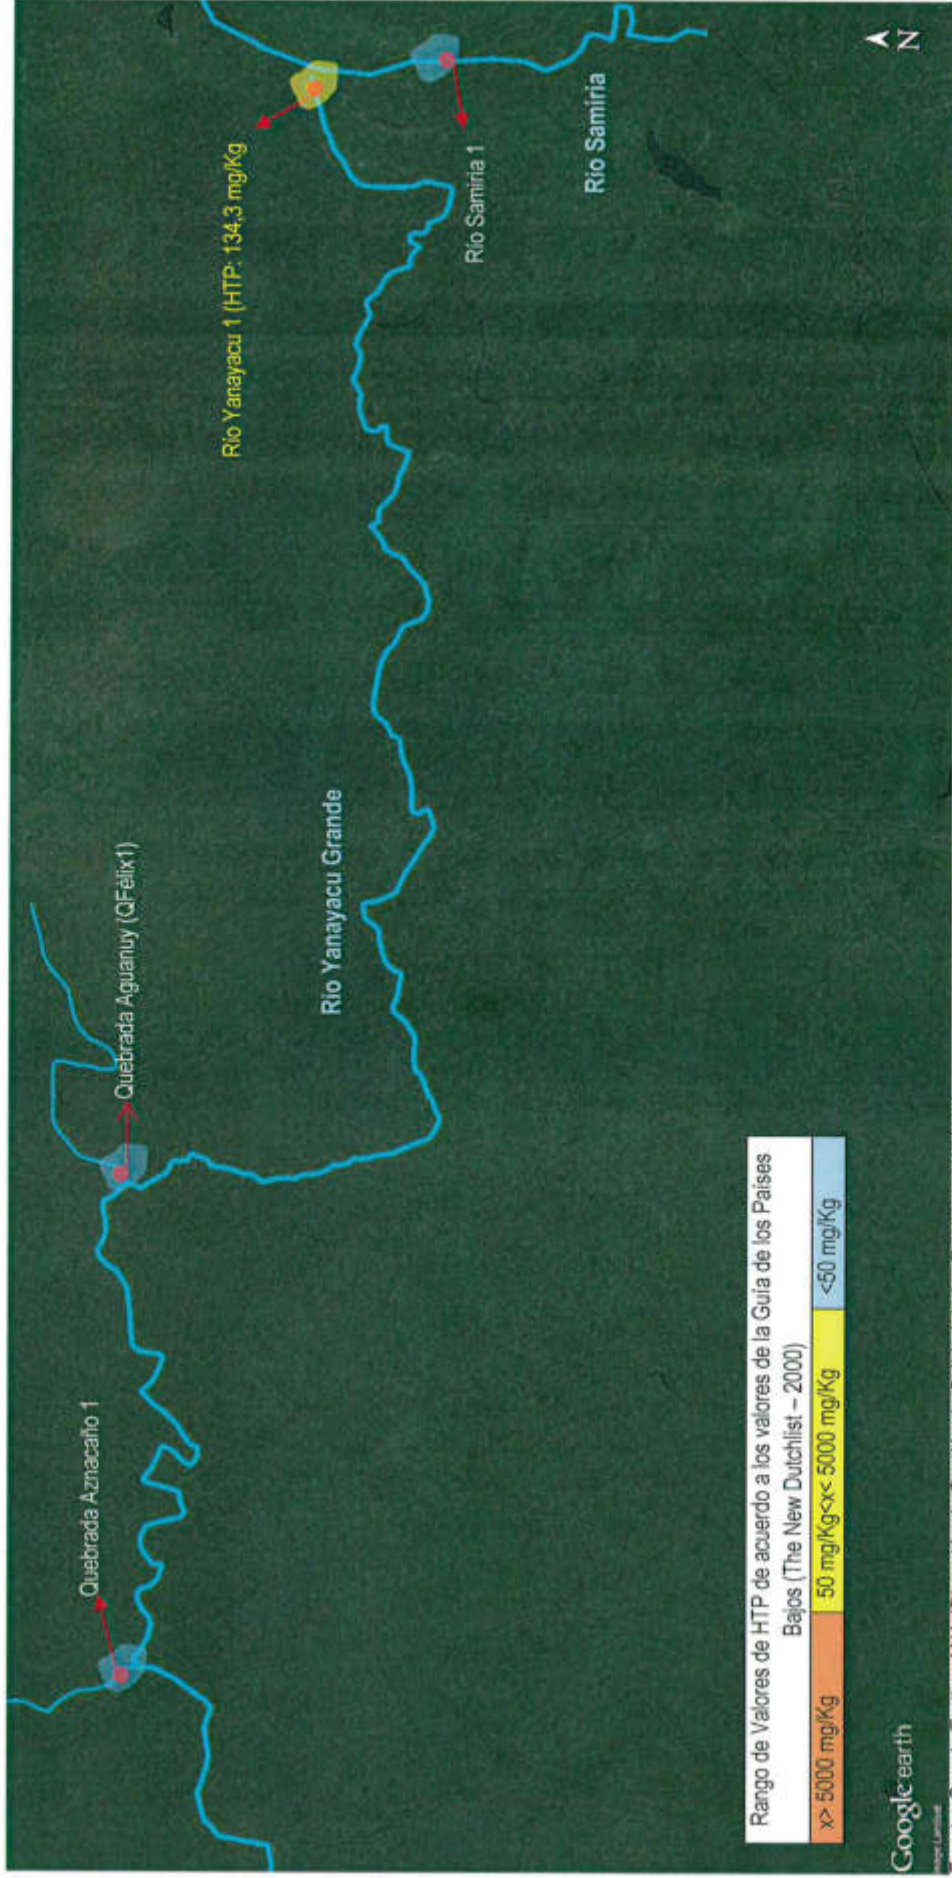 Quebrada Aznacaño 1
Quebrada Aguanuy (QFélix1)
Río Yanayacu 1 (HTP: 134,3 mg/Kg
Río Yanayacu Grande
Río Samiria 1
Río Samiria
Rango de Valores de HTP de acuerdo a los valores de la Guía de los Países
Bajos (The New Dutchlist – 2000)
x> 5000 mg/Kg
50 mg/Kg<x< 5000 mg/Kg
<50 mg/Kg
N
Google earth
Image Landsat